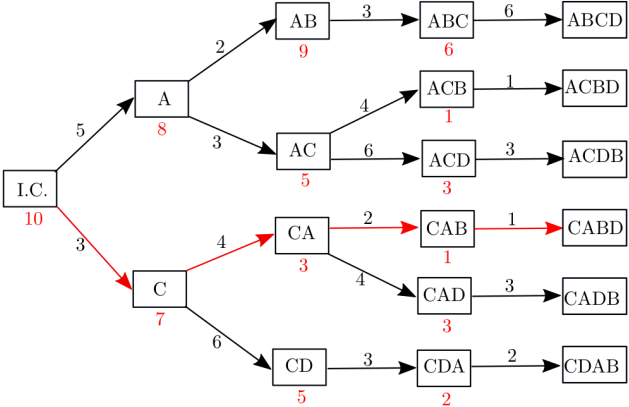 AB 3 ABC 6 ABCD
9 6
2
5 A
8
3
ACB 1 ACBD
4 1
AC 6 ACD 3 ACDB
5 3
I.C.
10
3
CA 2 CAB 1 CABD
4 3 1
4
C
7
CAD 3 CADB
3
6
CD 3 CDA 2 CDAB
5 2